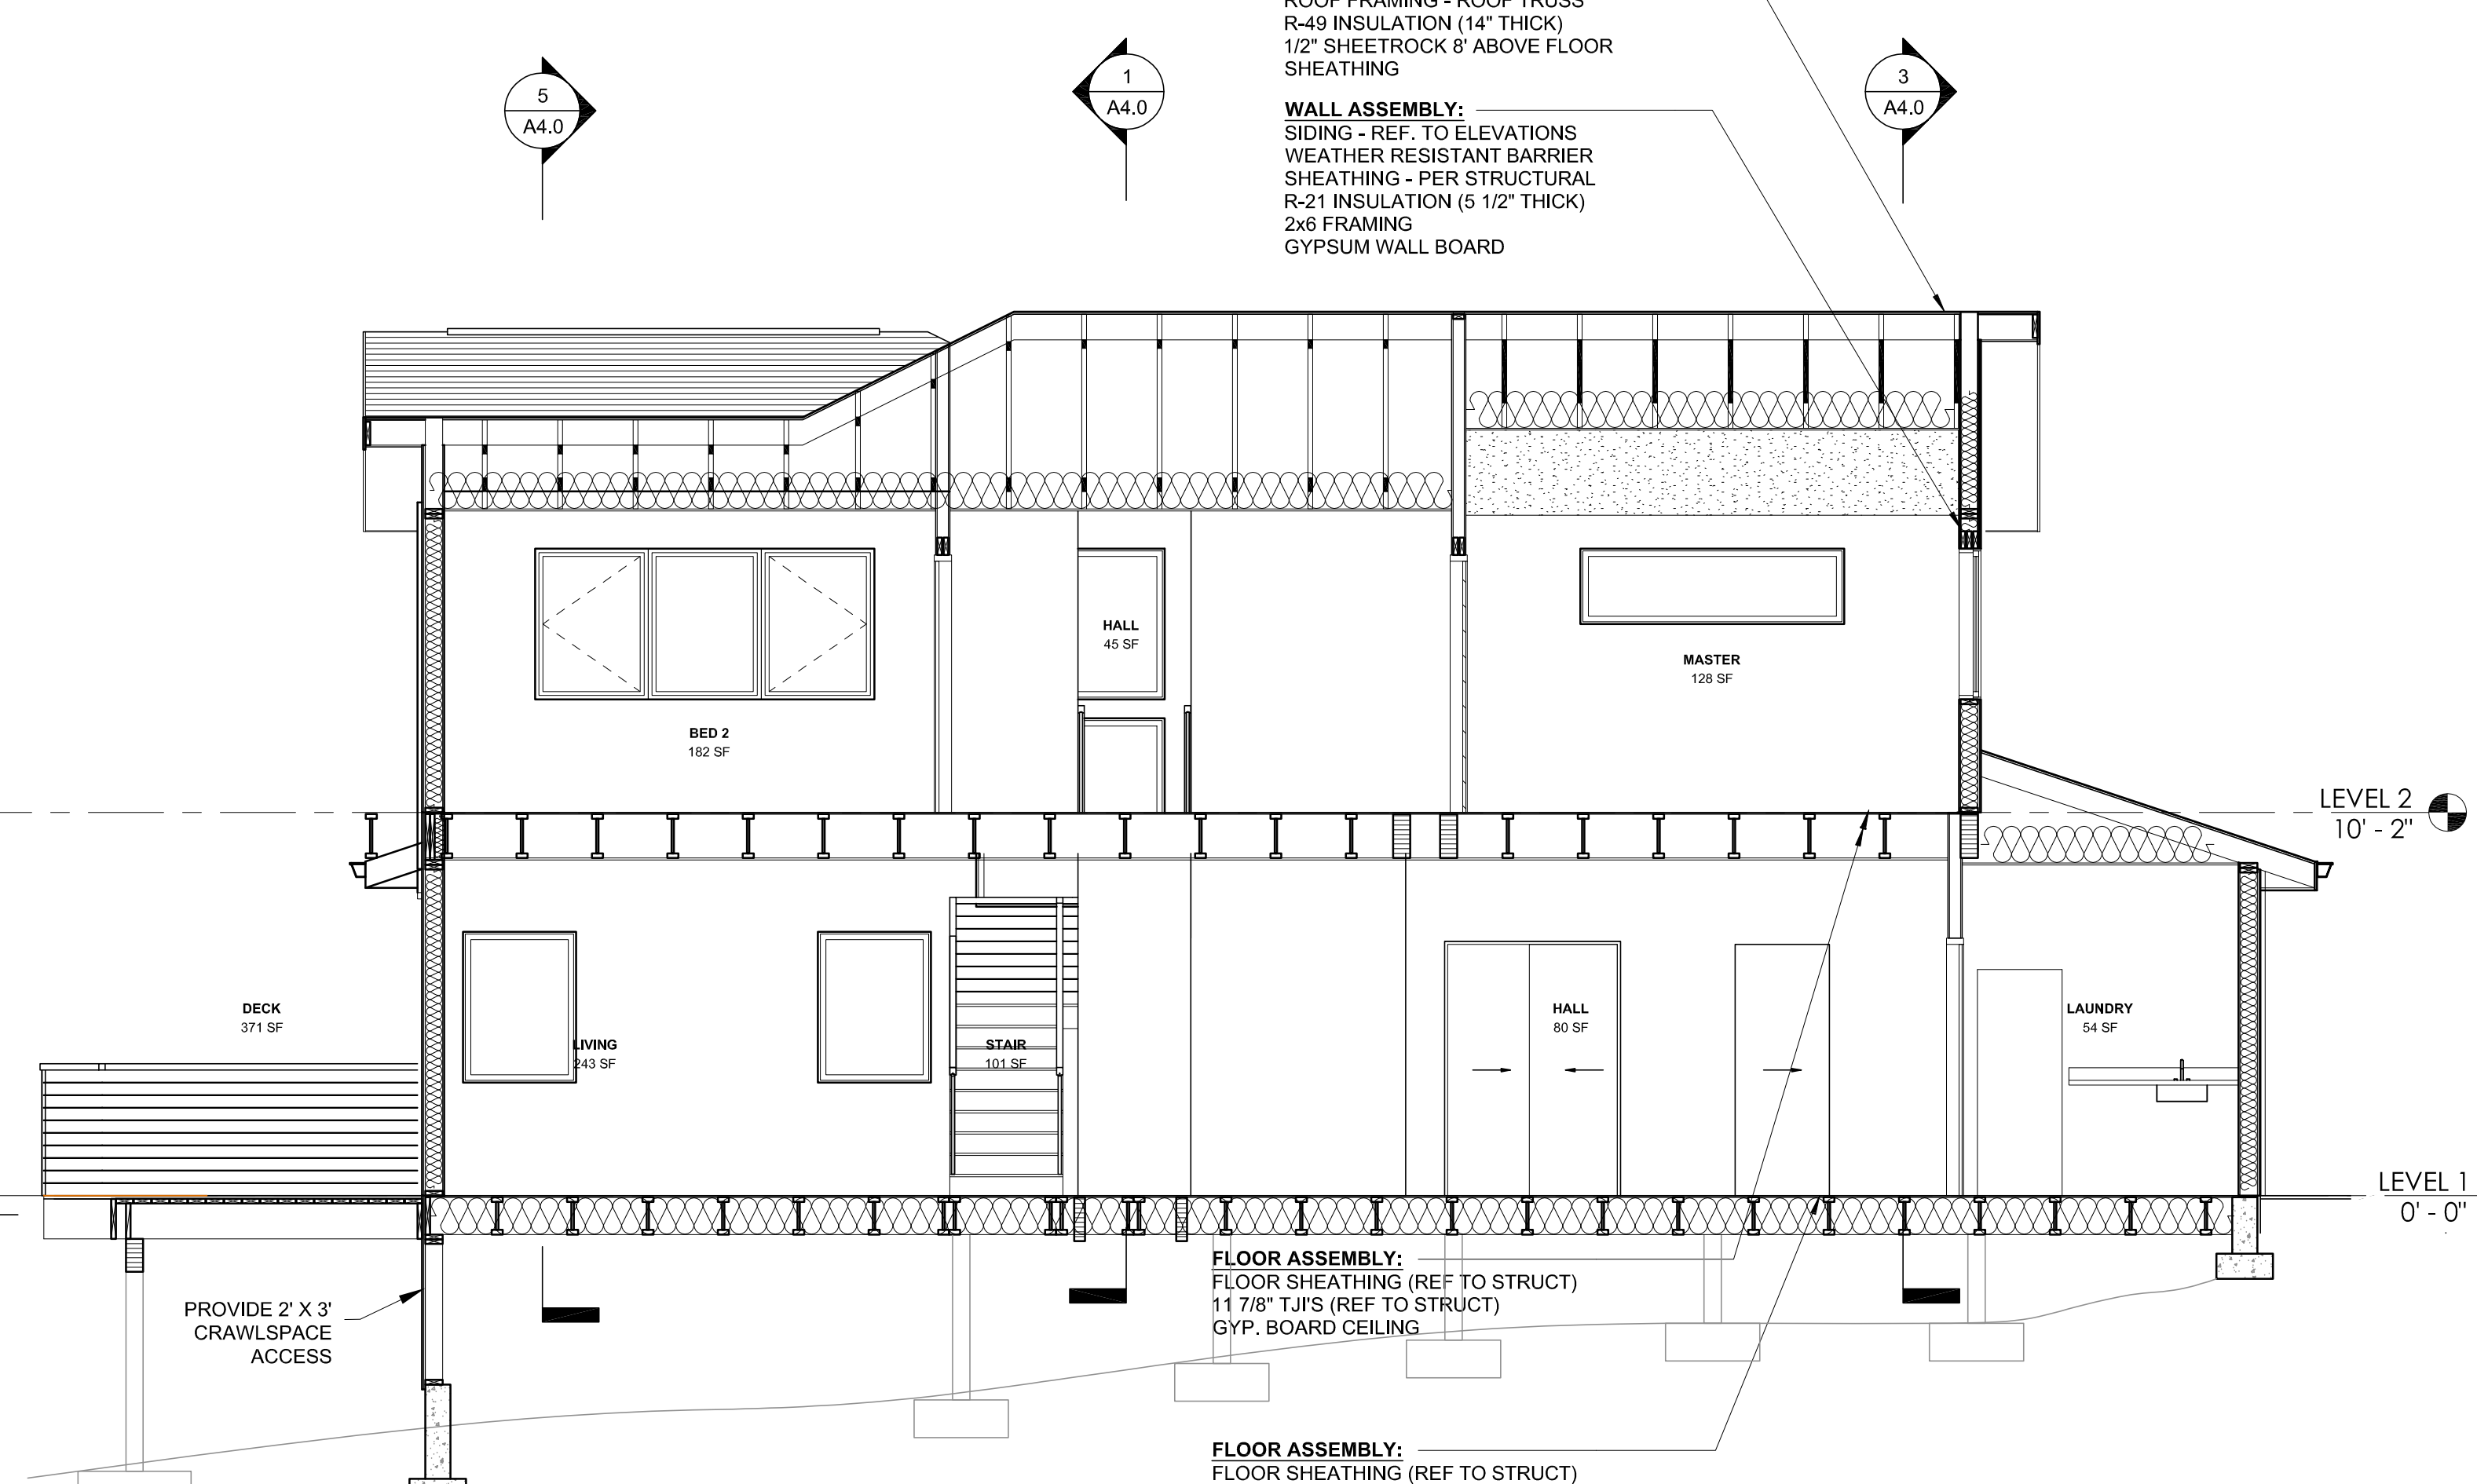 ROOF FRAMING - ROOF TRUSS
R-49 INSULATION (14" THICK)
1/2" SHEETROCK 8' ABOVE FLOOR
SHEATHING
5
A4.0
1
A4.0
3
A4.0
WALL ASSEMBLY:
SIDING - REF. TO ELEVATIONS
WEATHER RESISTANT BARRIER
SHEATHING - PER STRUCTURAL
R-21 INSULATION (5 1/2" THICK)
2x6 FRAMING
GYPSUM WALL BOARD
HALL
45 SF
MASTER
128 SF
BED 2
182 SF
LEVEL 2
10' - 2"
DECK
371 SF
LIVING
243 SF
STAIR
101 SF
HALL
80 SF
LAUNDRY
54 SF
LEVEL 1
0' - 0"
FLOOR ASSEMBLY:
FLOOR SHEATHING (REF TO STRUCT)
11 7/8" TJI'S (REF TO STRUCT)
GYP. BOARD CEILING
PROVIDE 2' X 3'
CRAWLSPACE
ACCESS
FLOOR ASSEMBLY:
FLOOR SHEATHING (REF TO STRUCT)